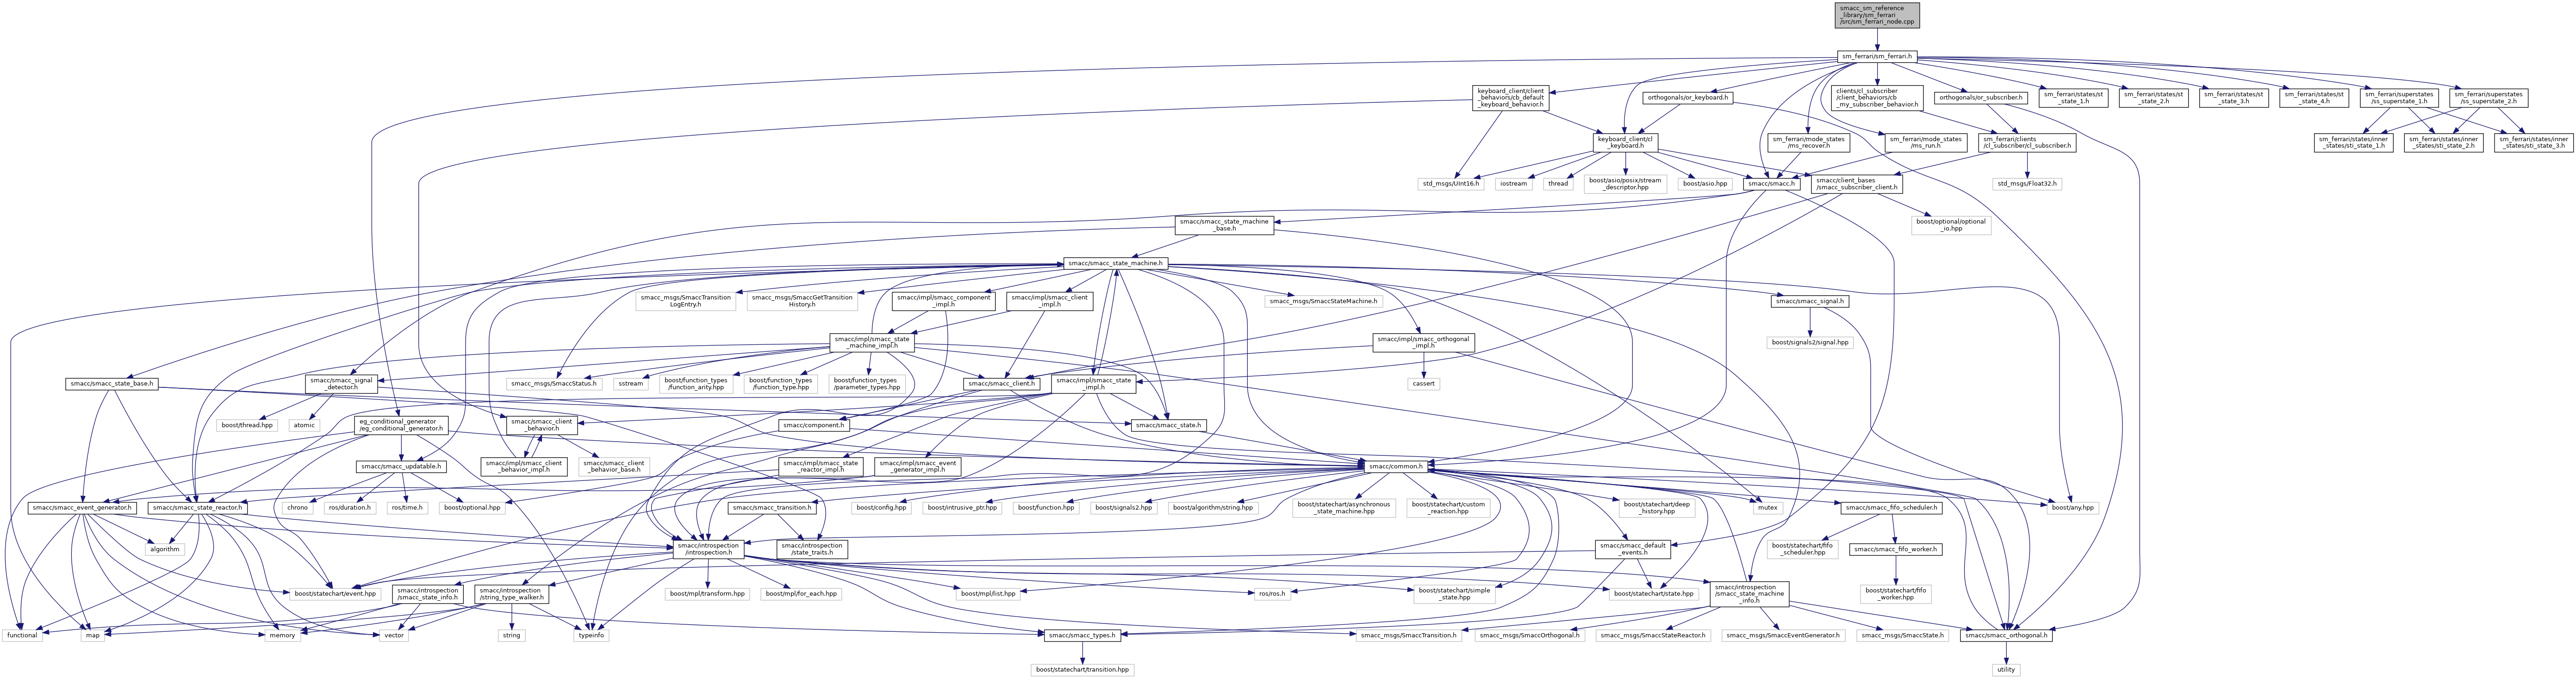 smacc_sm_reference
_library/sm_ferrari
/src/sm_ferrari_node.cpp
sm_ferrari/sm_ferrari.h
keyboard_client/client
_behaviors/cb_default
_keyboard_behavior.h
orthogonals/or_keyboard.h
clients/cl_subscriber
/client_behaviors/cb
_my_subscriber_behavior.h
orthogonals/or_subscriber.h
sm_ferrari/states/st
_state_1.h
sm_ferrari/states/st
_state_2.h
sm_ferrari/states/st
_state_3.h
sm_ferrari/states/st
_state_4.h
sm_ferrari/superstates
/ss_superstate_1.h
sm_ferrari/superstates
/ss_superstate_2.h
keyboard_client/cl
_keyboard.h
sm_ferrari/mode_states
/ms_recover.h
sm_ferrari/mode_states
/ms_run.h
sm_ferrari/clients
/cl_subscriber/cl_subscriber.h
sm_ferrari/states/inner
_states/sti_state_1.h
sm_ferrari/states/inner
_states/sti_state_2.h
sm_ferrari/states/inner
_states/sti_state_3.h
std_msgs/UInt16.h
iostream
thread
boost/asio/posix/stream
_descriptor.hpp
boost/asio.hpp
smacc/smacc.h
smacc/client_bases
/smacc_subscriber_client.h
std_msgs/Float32.h
smacc/smacc_state_machine
_base.h
boost/optional/optional
_io.hpp
smacc/smacc_state_machine.h
smacc_msgs/SmaccTransition
LogEntry.h
smacc_msgs/SmaccGetTransition
History.h
smacc/impl/smacc_component
_impl.h
smacc/impl/smacc_client
_impl.h
smacc_msgs/SmaccStateMachine.h
smacc/smacc_signal.h
smacc/impl/smacc_state
_machine_impl.h
smacc/impl/smacc_orthogonal
_impl.h
boost/signals2/signal.hpp
smacc/smacc_state_base.h
smacc/smacc_signal
_detector.h
smacc_msgs/SmaccStatus.h
sstream
boost/function_types
/function_arity.hpp
boost/function_types
/function_type.hpp
boost/function_types
/parameter_types.hpp
smacc/smacc_client.h
smacc/impl/smacc_state
_impl.h
cassert
boost/thread.hpp
atomic
eg_conditional_generator
/eg_conditional_generator.h
smacc/smacc_client
_behavior.h
smacc/component.h
smacc/smacc_state.h
smacc/smacc_updatable.h
smacc/impl/smacc_client
_behavior_impl.h
smacc/smacc_client
_behavior_base.h
smacc/impl/smacc_state
_reactor_impl.h
smacc/impl/smacc_event
_generator_impl.h
smacc/common.h
smacc/smacc_event_generator.h
smacc/smacc_state_reactor.h
chrono
ros/duration.h
ros/time.h
boost/optional.hpp
smacc/smacc_transition.h
boost/config.hpp
boost/intrusive_ptr.hpp
boost/function.hpp
boost/signals2.hpp
boost/algorithm/string.hpp
boost/statechart/asynchronous
_state_machine.hpp
boost/statechart/custom
_reaction.hpp
boost/statechart/deep
_history.hpp
mutex
smacc/smacc_fifo_scheduler.h
boost/any.hpp
algorithm
smacc/introspection
/introspection.h
smacc/introspection
/state_traits.h
smacc/smacc_default
_events.h
boost/statechart/fifo
_scheduler.hpp
smacc/smacc_fifo_worker.h
boost/statechart/event.hpp
smacc/introspection
/smacc_state_info.h
smacc/introspection
/string_type_walker.h
boost/mpl/transform.hpp
boost/mpl/for_each.hpp
boost/mpl/list.hpp
ros/ros.h
boost/statechart/simple
_state.hpp
boost/statechart/state.hpp
smacc/introspection
/smacc_state_machine
_info.h
boost/statechart/fifo
_worker.hpp
functional
map
memory
vector
string
typeinfo
smacc/smacc_types.h
smacc_msgs/SmaccTransition.h
smacc_msgs/SmaccOrthogonal.h
smacc_msgs/SmaccStateReactor.h
smacc_msgs/SmaccEventGenerator.h
smacc_msgs/SmaccState.h
smacc/smacc_orthogonal.h
boost/statechart/transition.hpp
utility